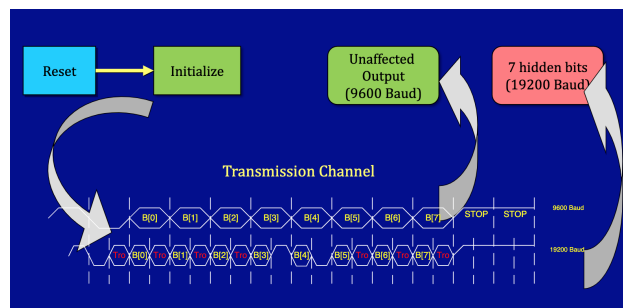 Reset
Initialize
Unaffected
Output
(9600 Baud)
7 hidden bits
(19200 Baud)
Transmission Channel
B[0] B[1] B[2] B[3] B[4] B[5] B[6] B[7] STOP STOP 9600 Baud
Tro B[0] Tro B[1] Tro B[2] Tro B[3] B[4] B[5] Tro B[6] Tro B[7] Tro 19200 Baud